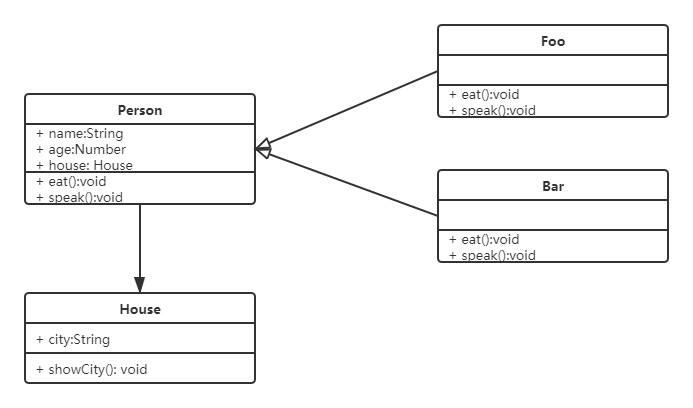 Person
+ name:String
+ age:Number
+ house: House
+ eat():void
+ speak():void
Foo
+ eat():void
+ speak():void
Bar
+ eat():void
+ speak():void
House
+ city:String
+ showCity(): void